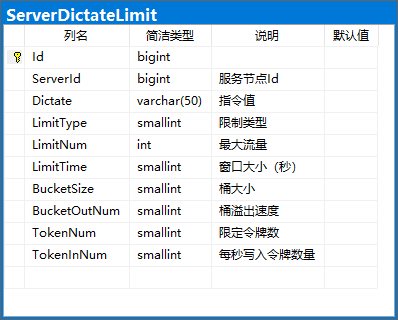 ServerDictateLimit
列名 简洁类型 说明 默认值
Id bigint
ServerId bigint 服务节点Id
Dictate varchar(50) 指令值
LimitType smallint 限制类型
LimitNum int 最大流量
LimitTime smallint 窗口大小（秒）
BucketSize smallint 桶大小
BucketOutNum smallint 桶溢出速度
TokenNum smallint 限定令牌数
TokenInNum smallint 每秒写入令牌数量